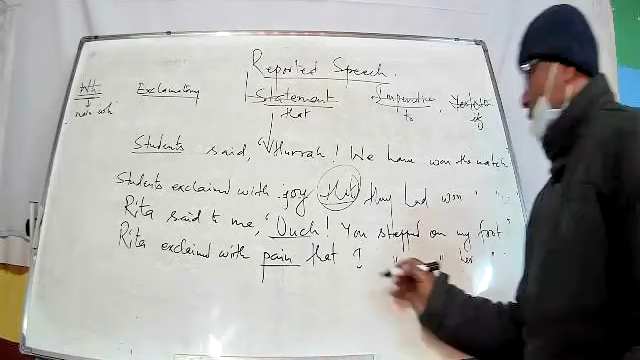 Reported Speech.
Wh. Exclamatory Statement Imperative,
that to
Students said, "Hurrah! We have won the match
Students exclaimed with joy that they had won " "
Rita said to me, "Ouch! You stepped on my foot"
Rita exclaimed with pain that I " " her "